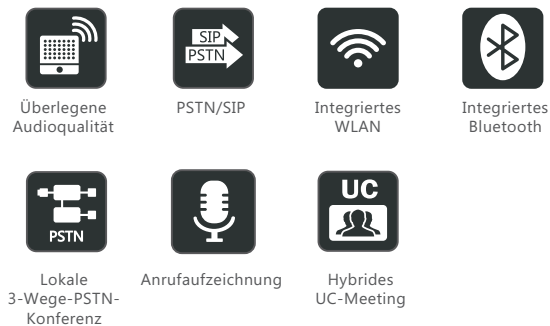 SIP
PSTN
Überlegene
Audioqualität
PSTN/SIP
Integriertes
WLAN
Integriertes
Bluetooth
PSTN
UC
Lokale
3-Wege-PSTN-
Konferenz
Anrufaufzeichnung
Hybrides
UC-Meeting